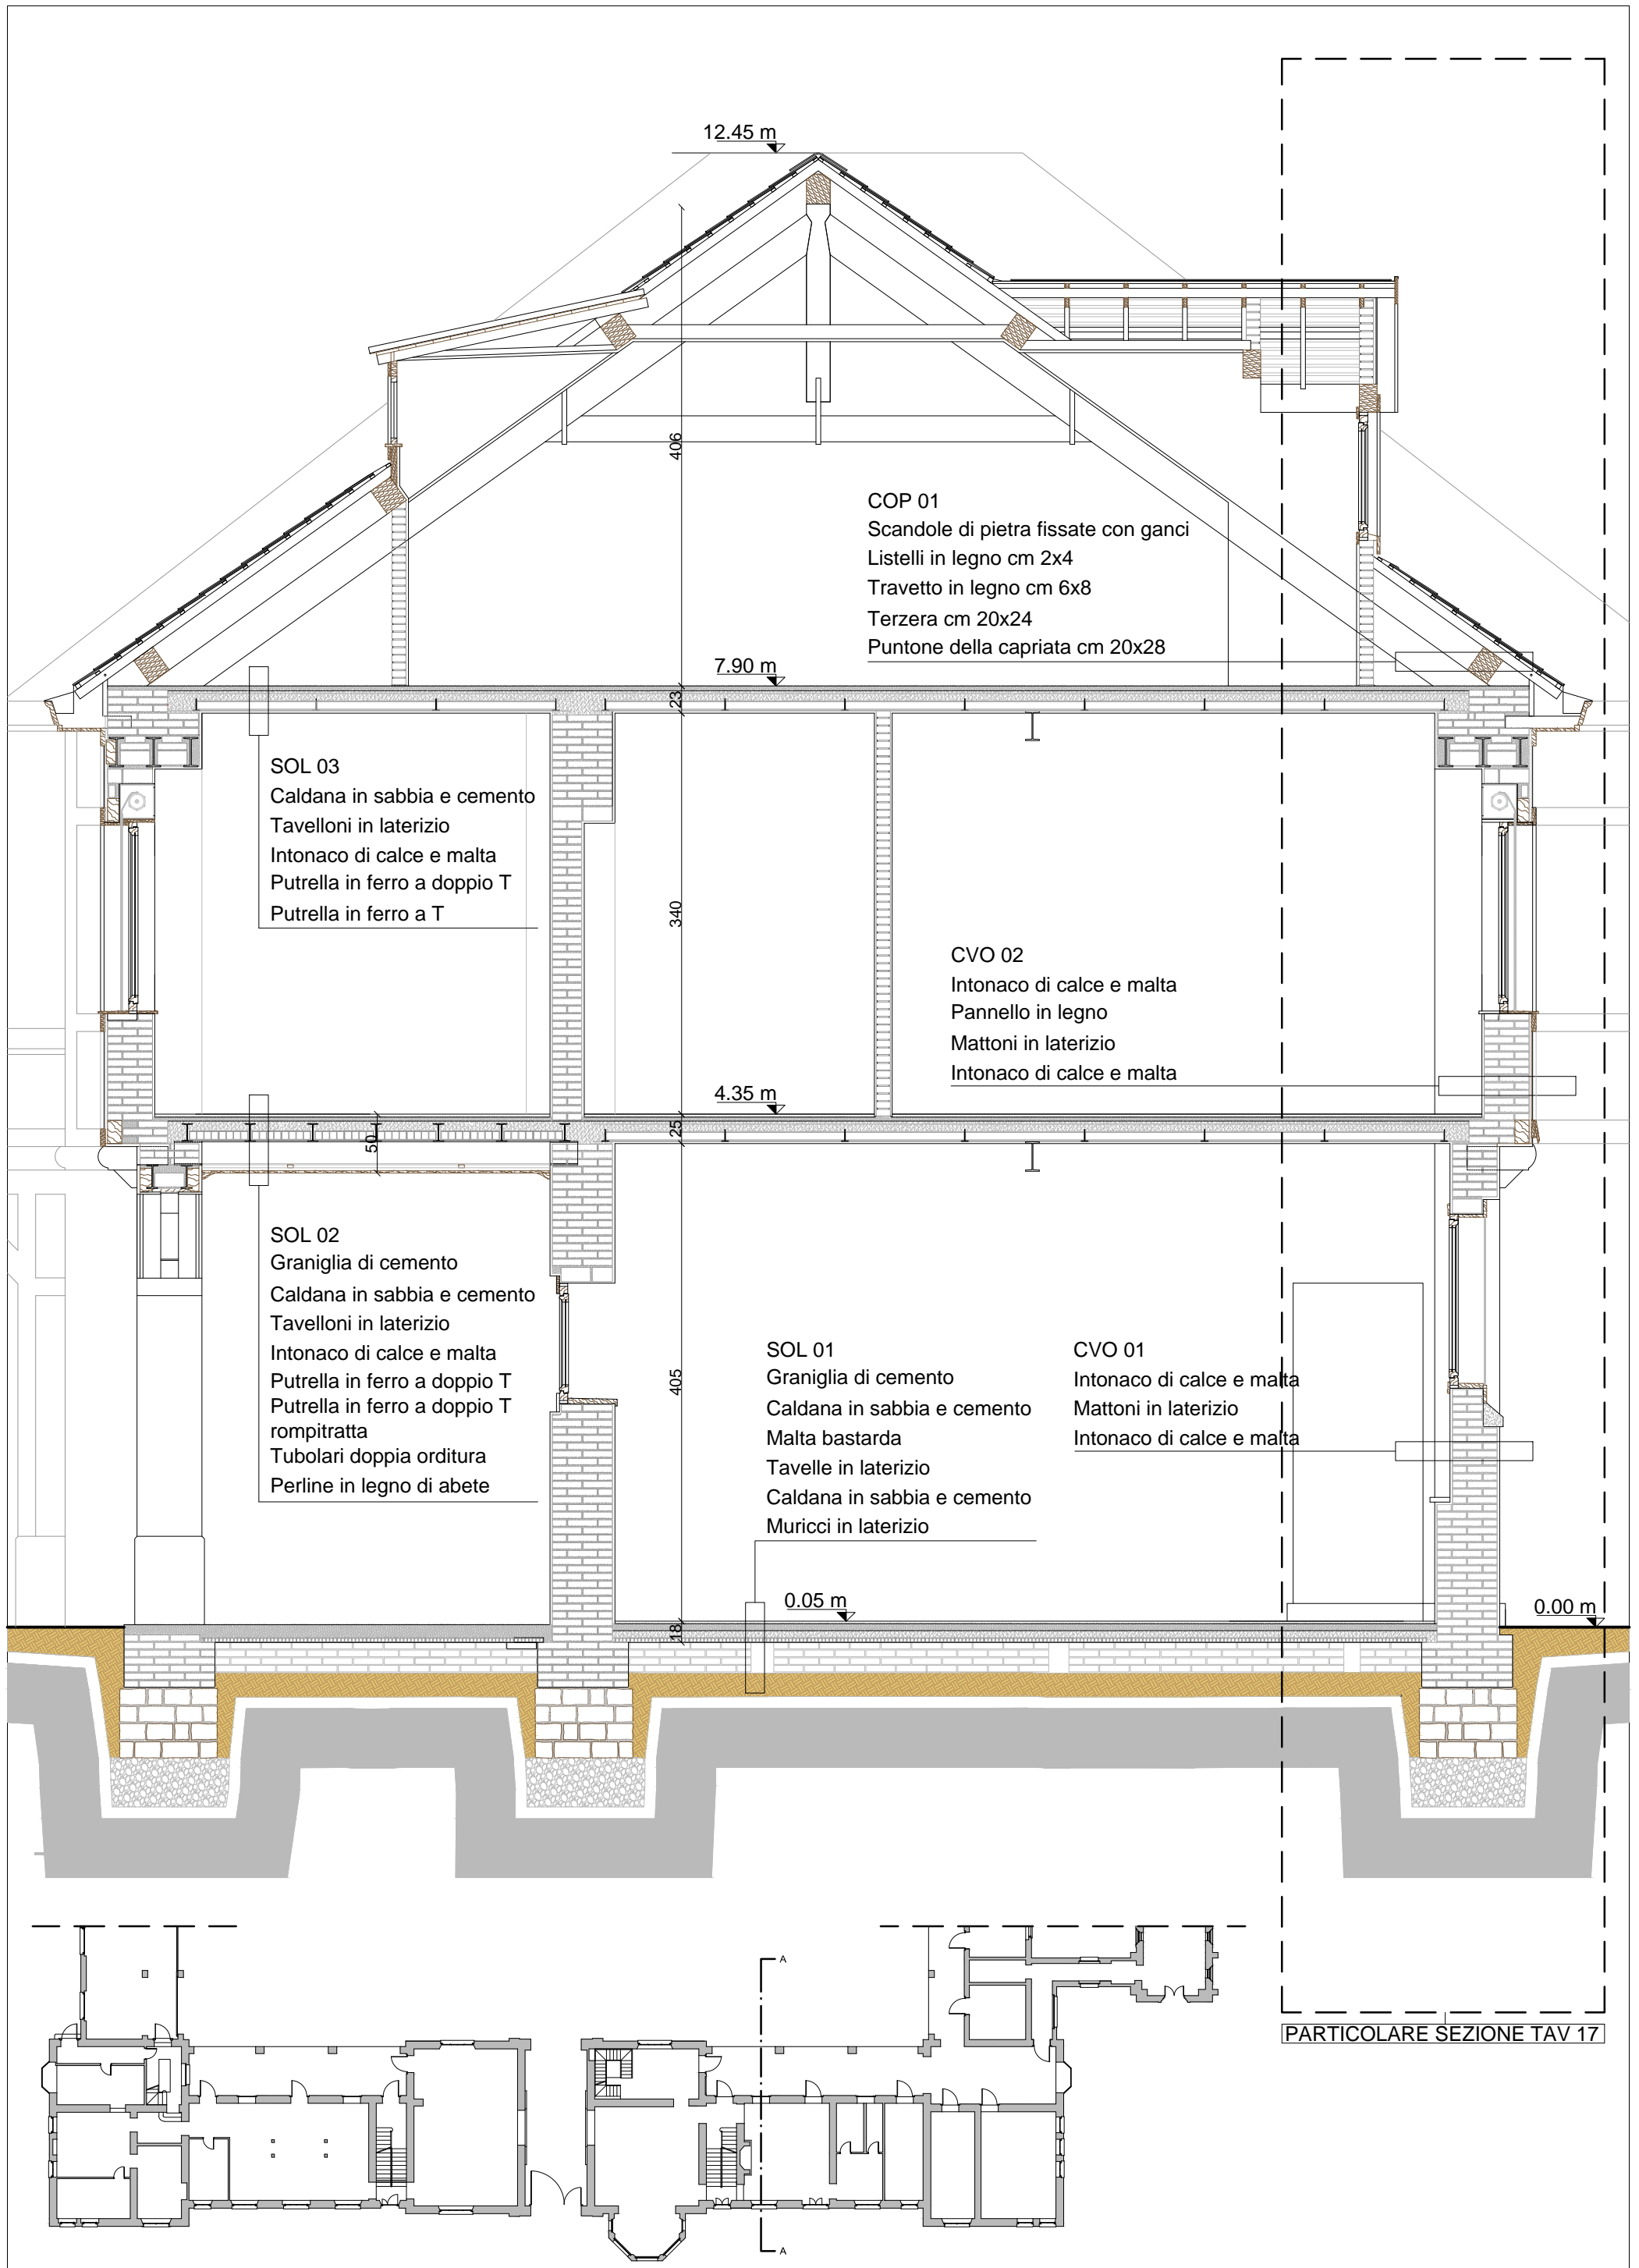 12.45 m
406
COP 01
Scandole di pietra fissate con ganci
Listelli in legno cm 2x4
Travetto in legno cm 6x8
Terzera cm 20x24
Puntone della capriata cm 20x28
7.90 m
23
SOL 03
Caldana in sabbia e cemento
Tavelloni in laterizio
Intonaco di calce e malta
Putrella in ferro a doppio T
Putrella in ferro a T
340
CVO 02
Intonaco di calce e malta
Pannello in legno
Mattoni in laterizio
Intonaco di calce e malta
4.35 m
25
50
SOL 02
Graniglia di cemento
Caldana in sabbia e cemento
Tavelloni in laterizio
Intonaco di calce e malta
Putrella in ferro a doppio T
Putrella in ferro a doppio T
rompitratta
Tubolari doppia orditura
Perline in legno di abete
405
SOL 01
Graniglia di cemento
Caldana in sabbia e cemento
Malta bastarda
Tavelle in laterizio
Caldana in sabbia e cemento
Muricci in laterizio
CVO 01
Intonaco di calce e malta
Mattoni in laterizio
Intonaco di calce e malta
0.05 m
0.00 m
18
A
PARTICOLARE SEZIONE TAV 17
A